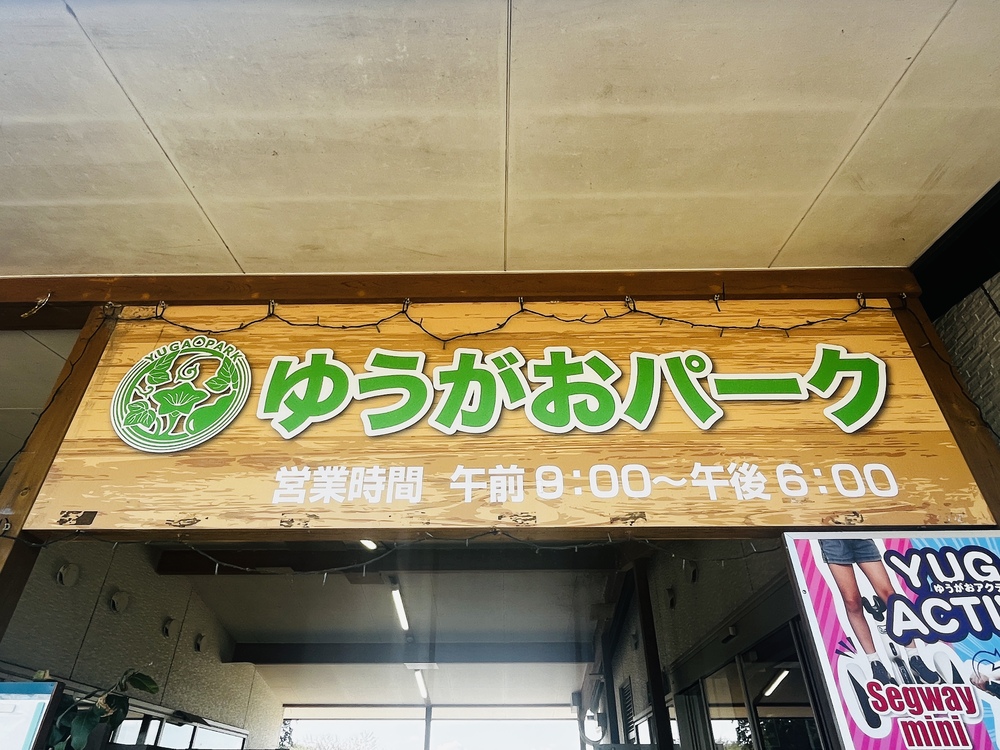 YUGAOPARK
ゆうがおパーク
営業時間 午前9:00～午後6:00
YUG
ゆうがおアク
ACTI
Segway
mini